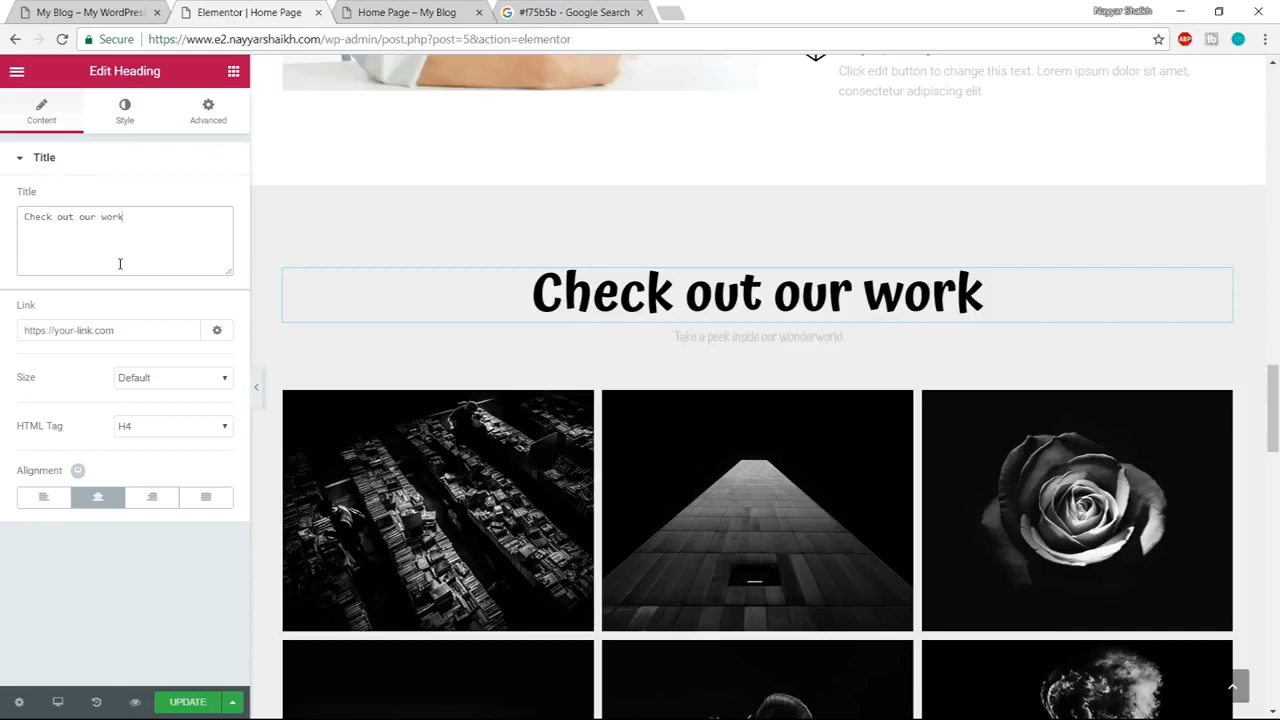 My Blog – My WordPress
Elementor | Home Page
Home Page – My Blog
#f75b5b - Google Search
Nayyar Shaikh
Secure
https://www.e2.nayyarshaikh.com/wp-admin/post.php?post=5&action=elementor
ABP
tb
Edit Heading
Content
Style
Advanced
Title
Title
Check out our work
Link
https://your-link.com
Size
Default
HTML Tag
H4
Alignment
UPDATE
Click edit button to change this text. Lorem ipsum dolor sit amet,
consectetur adipiscing elit.
Check out our work
Take a peek inside our Wonderworld!